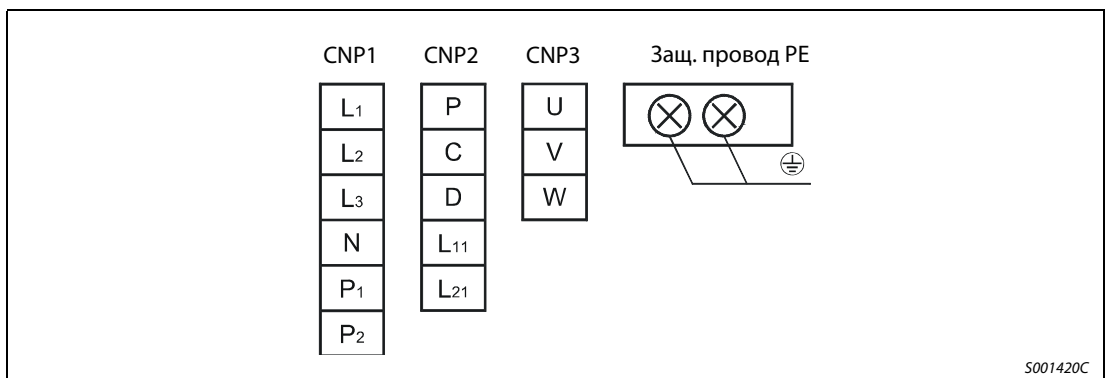 CNP1 CNP2 CNP3 Защ. провод PE
L1 P U
L2 C V
L3 D W
N L11
P1 L21
P2
S001420C